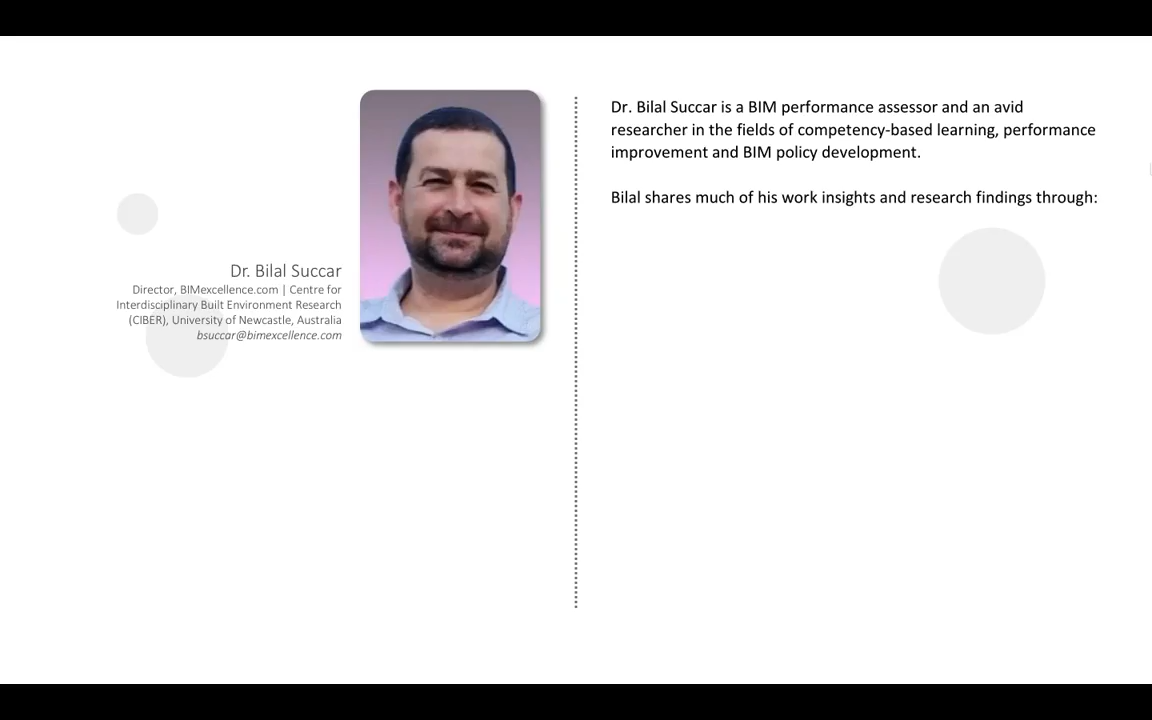 Dr. Bilal Succar
Director, BIMexcellence.com | Centre for
Interdisciplinary Built Environment Research
(CIBER), University of Newcastle, Australia
bsuccar@bimexcellence.com
Dr. Bilal Succar is a BIM performance assessor and an avid
researcher in the fields of competency-based learning, performance
improvement and BIM policy development.
Bilal shares much of his work insights and research findings through: